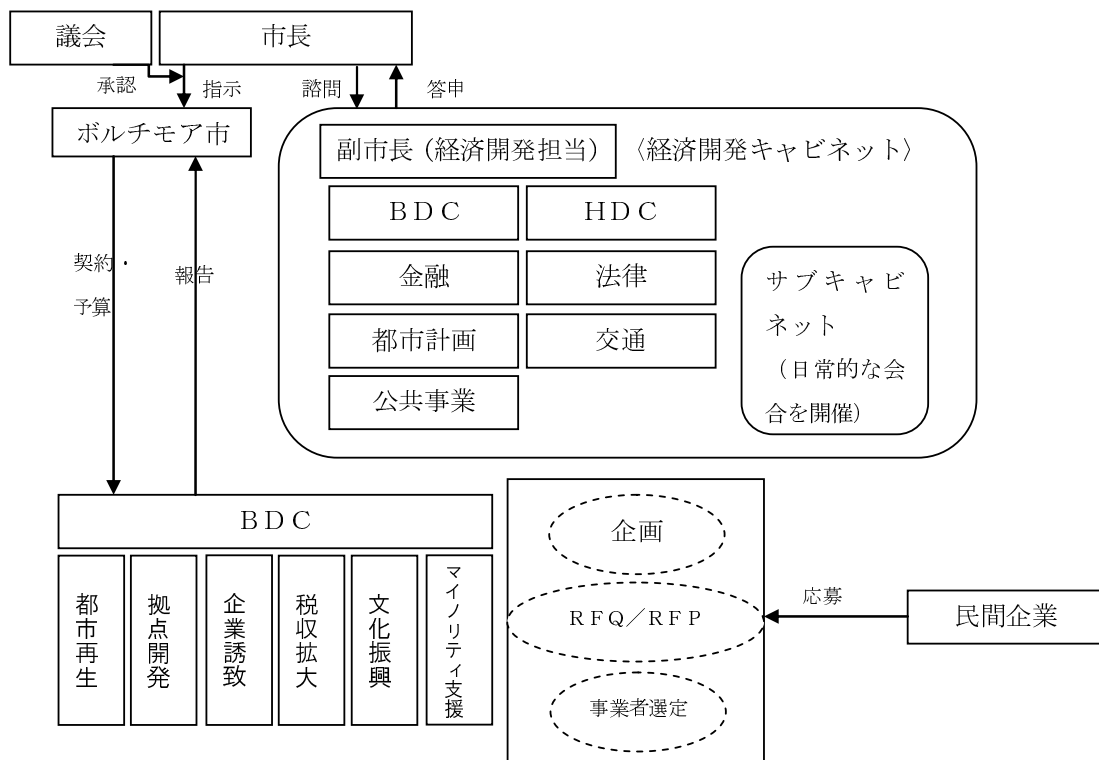 議会
市長
承認
指示
諮問
答申
ボルチモア市
副市長（経済開発担当）
〈経済開発キャビネット〉
ＢＤＣ
ＨＤＣ
金融
法律
都市計画
交通
公共事業
サブキャビ
ネット
（日常的な会
合を開催）
契約・
予算
報告
ＢＤＣ
都市再生
拠点開発
企業誘致
税収拡大
文化振興
マイノリティ支援
企画
ＲＦＱ／ＲＦＰ
事業者選定
応募
民間企業